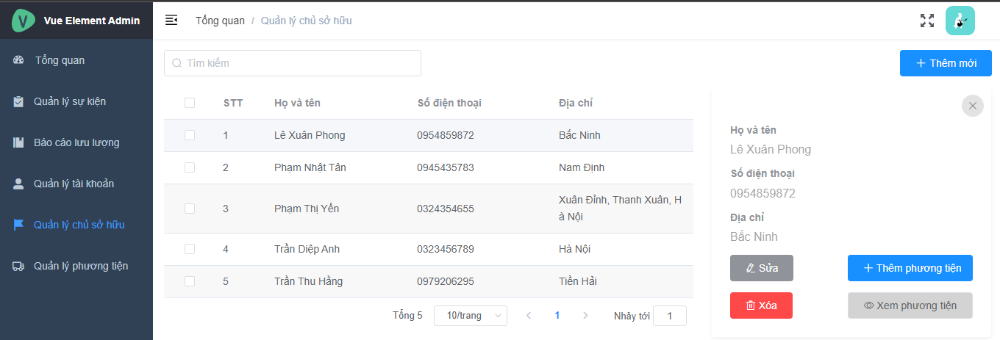 Vue Element Admin
Tổng quan / Quản lý chủ sở hữu
Tổng quan
Quản lý sự kiện
Báo cáo lưu lượng
Quản lý tài khoản
Quản lý chủ sở hữu
Quản lý phương tiện
Tìm kiếm
Thêm mới
STT Họ và tên Số điện thoại Địa chỉ
1 Lê Xuân Phong 0954859872 Bắc Ninh
2 Phạm Nhật Tân 0945435783 Nam Định
3 Phạm Thị Yến 0324354655 Xuân Đỉnh, Thanh Xuân, H
à Nội
4 Trần Diệp Anh 0323456789 Hà Nội
5 Trần Thu Hằng 0979206295 Tiền Hải
Tổng 5 10/trang 1 Nhảy tới 1
Họ và tên
Lê Xuân Phong
Số điện thoại
0954859872
Địa chỉ
Bắc Ninh
Sửa Thêm phương tiện
Xóa Xem phương tiện